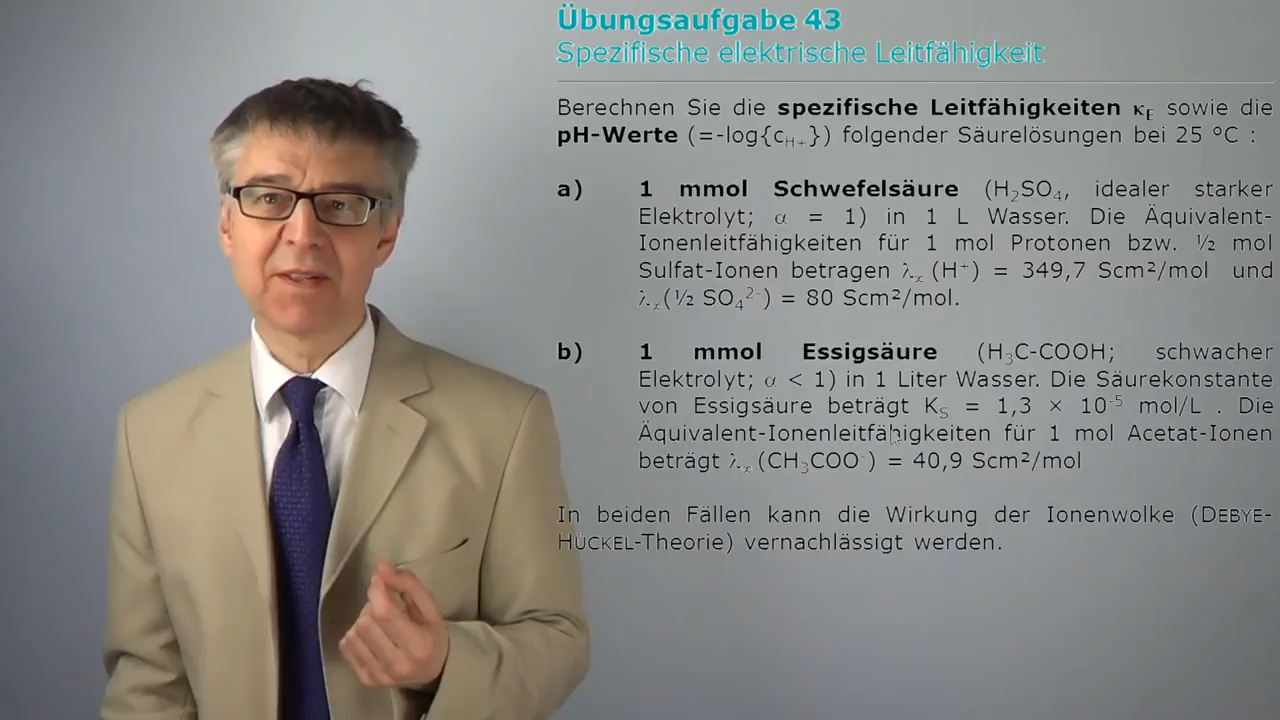 Übungsaufgabe 43
Spezifische elektrische Leitfähigkeit
Berechnen Sie die spezifische Leitfähigkeiten κE sowie die
pH-Werte (=-log{cH+}) folgender Säurelösungen bei 25 °C :
a) 1 mmol Schwefelsäure (H2SO4, idealer starker
Elektrolyt; α = 1) in 1 L Wasser. Die Äquivalent-
Ionenleitfähigkeiten für 1 mol Protonen bzw. ½ mol
Sulfat-Ionen betragen λ∞(H+) = 349,7 Scm²/mol und
λ∞(½ SO4 2-) = 80 Scm²/mol.
b) 1 mmol Essigsäure (H3C-COOH; schwacher
Elektrolyt; α < 1) in 1 Liter Wasser. Die Säurekonstante
von Essigsäure beträgt KS = 1,3 × 10-5 mol/L . Die
Äquivalent-Ionenleitfähigkeiten für 1 mol Acetat-Ionen
beträgt λ∞(CH3COO-) = 40,9 Scm²/mol
In beiden Fällen kann die Wirkung der Ionenwolke (DEBYE-
HÜCKEL-Theorie) vernachlässigt werden.